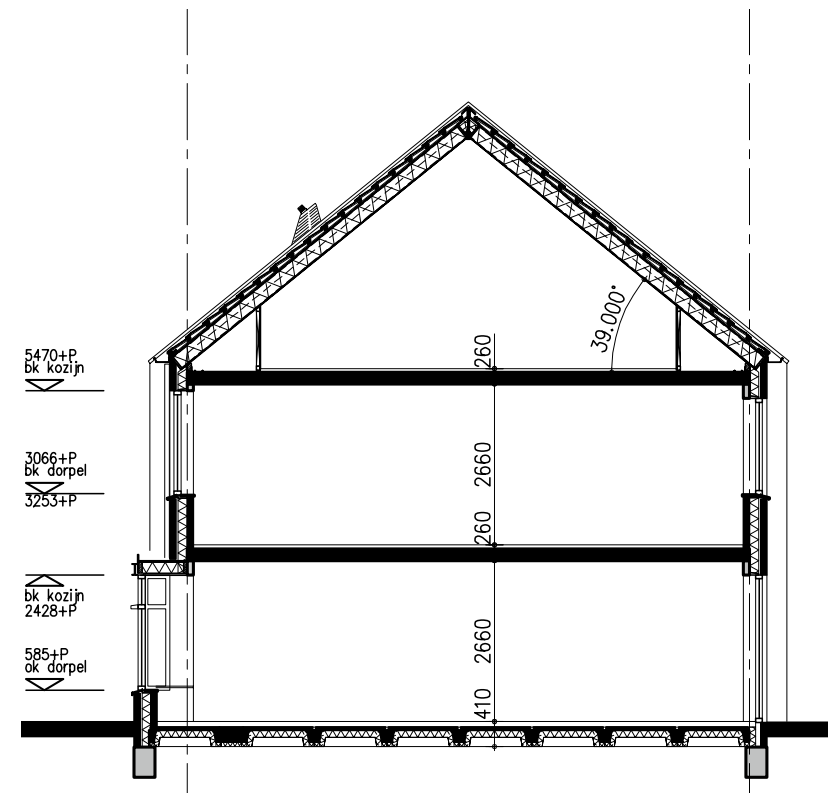 5470+P
bk kozijn
3066+P
bk dorpel
3253+P
bk kozijn
2428+P
585+P
ok dorpel
39.000°
260
2660
260
2660
410